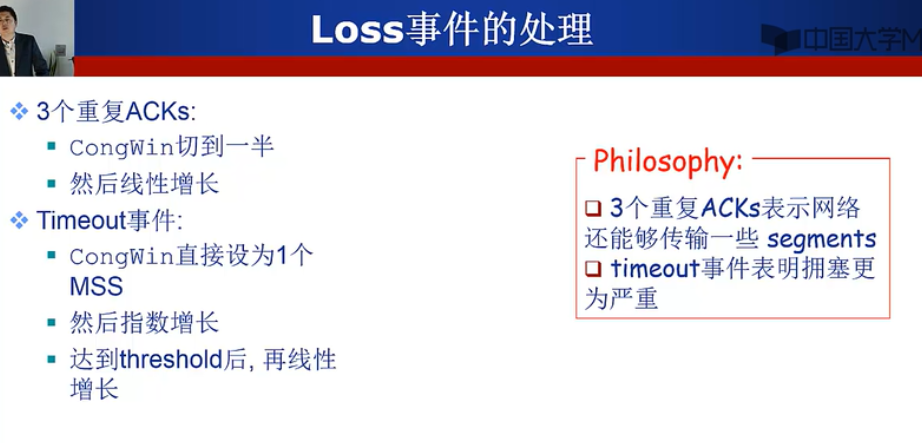 Loss事件的处理
中国大学M
3个重复ACKs:
CongWin切到一半
然后线性增长
Timeout事件:
CongWin直接设为1个
MSS
然后指数增长
达到threshold后, 再线性
增长
Philosophy:
3个重复ACKs表示网络
还能够传输一些 segments
timeout事件表明拥塞更
为严重